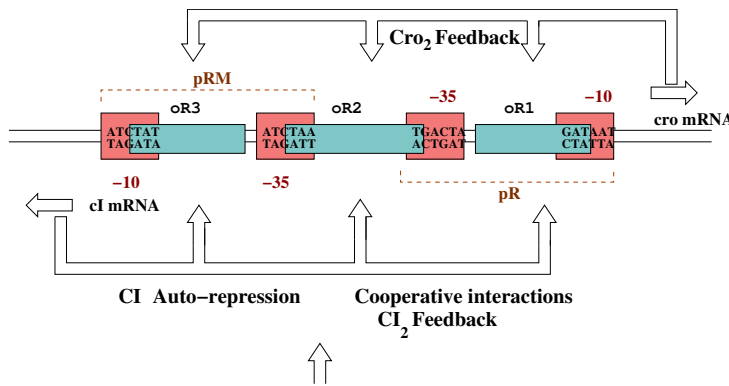 Cro2 Feedback
pRM
oR3 oR2 −35 oR1 −10
cro mRNA
ATCTAT ATCTAA TGACTA GATAAT
TAGATA TAGATT ACTGAT CTATTA
−10 −35
cI mRNA
pR
CI Auto−repression Cooperative interactions
CI2 Feedback